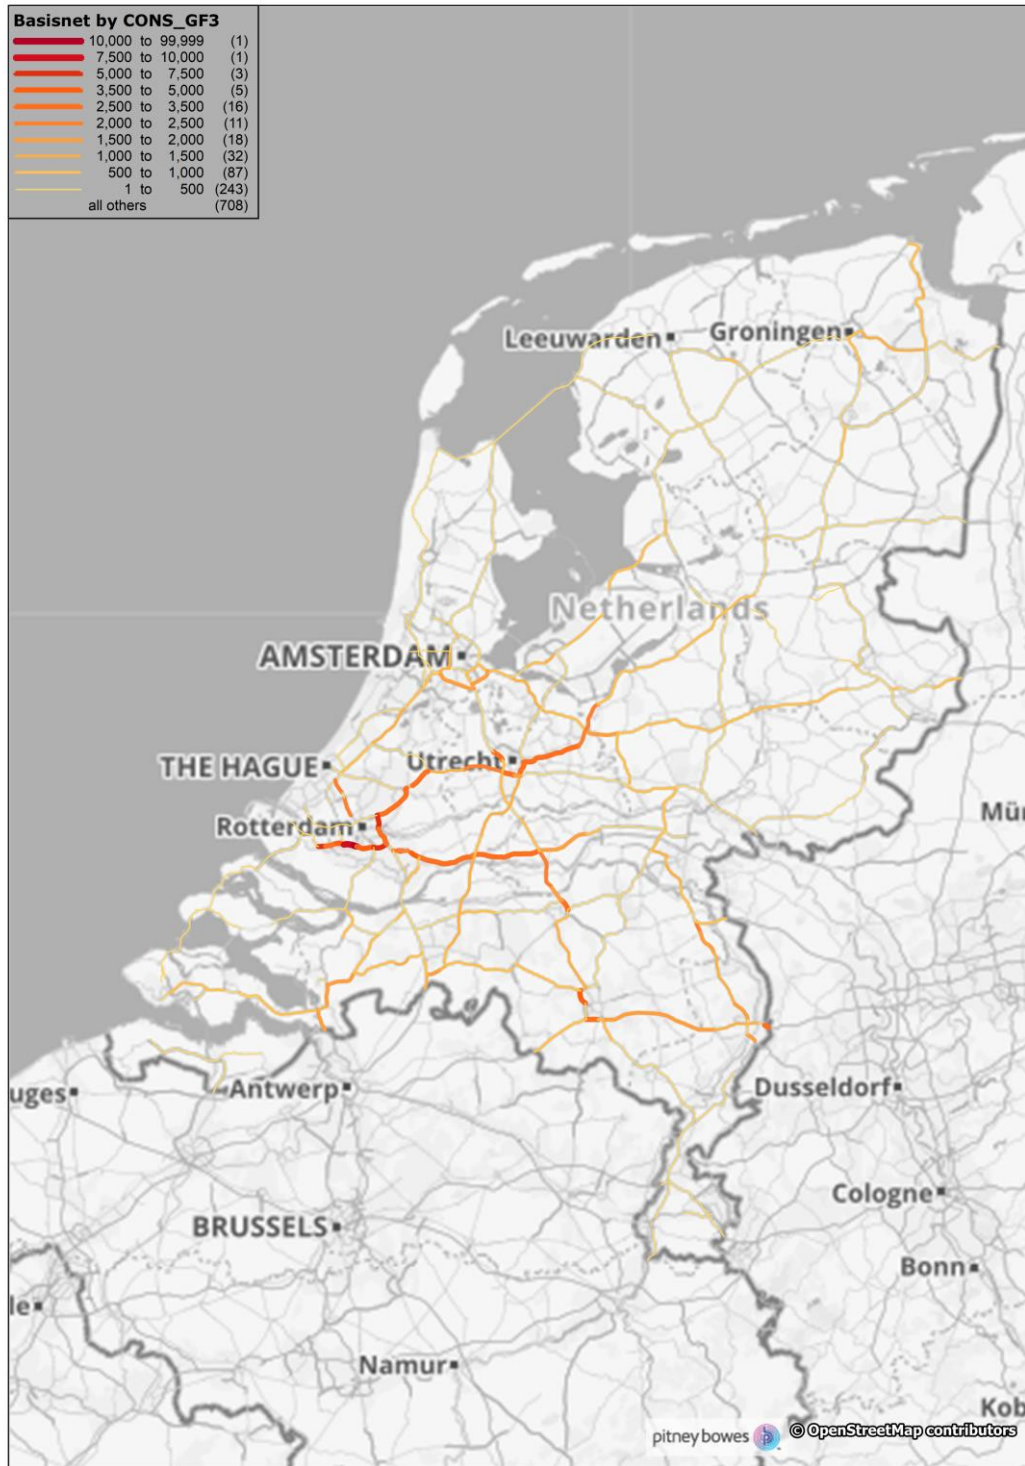 Basisnet by CONS_GF3
10,000 to 99,999 (1)
7,500 to 10,000 (1)
5,000 to 7,500 (3)
3,500 to 5,000 (5)
2,500 to 3,500 (16)
2,000 to 2,500 (11)
1,500 to 2,000 (18)
1,000 to 1,500 (32)
500 to 1,000 (87)
1 to 500 (243)
all others (708)
Leeuwarden
Groningen
Netherlands
AMSTERDAM
THE HAGUE
Utrecht
Rotterdam
Mün
uges
Antwerp
Dusseldorf
Cologne
BRUSSELS
Bonn
le
Namur
Kob
pitney bowes
© OpenStreetMap contributors